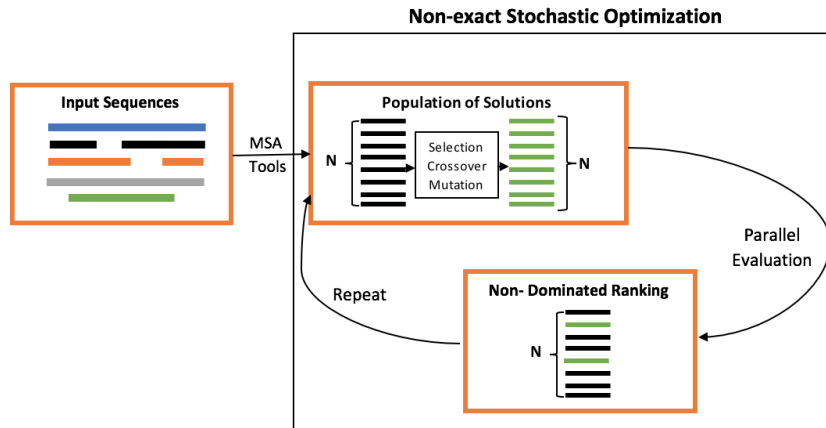 Non-exact Stochastic Optimization
Input Sequences
MSA
Tools
Population of Solutions
N
Selection
Crossover
Mutation
N
Parallel
Evaluation
Repeat
Non- Dominated Ranking
N